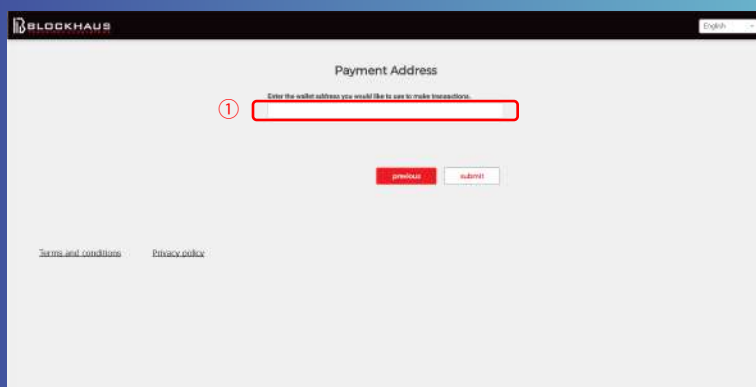 BLOCKHAUS
English
Payment Address
Enter the wallet address you would like to use to make transactions.
①
previous
submit
Terms and conditions
Privacy policy